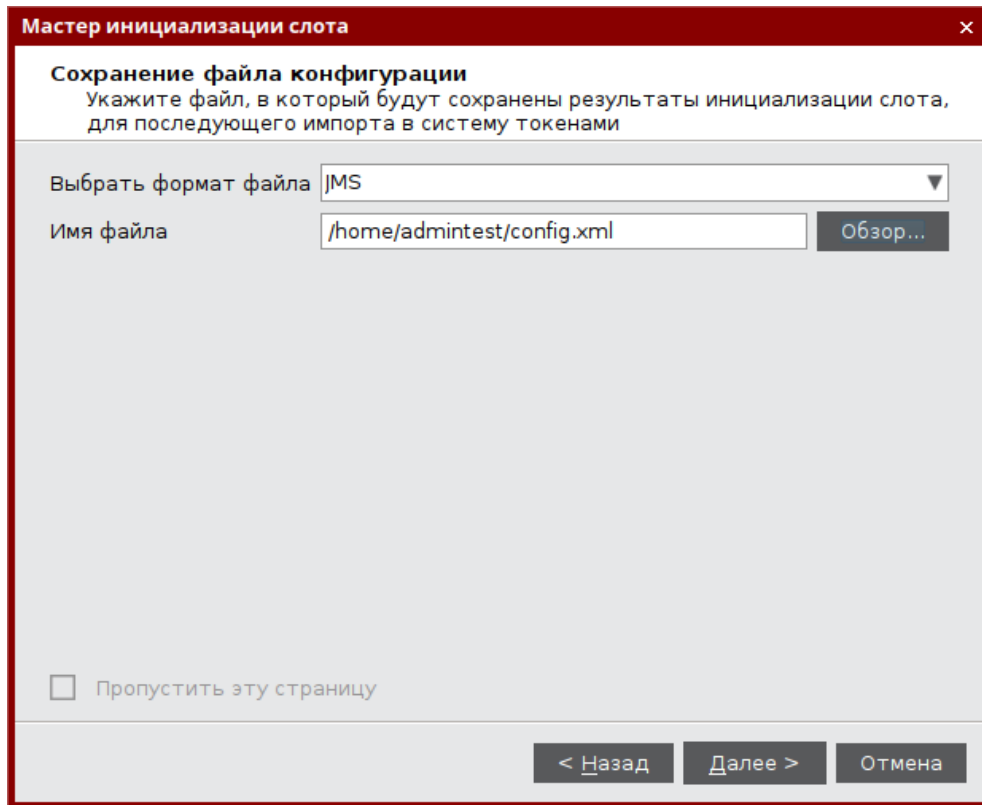 Мастер инициализации слота
Сохранение файла конфигурации
Укажите файл, в который будут сохранены результаты инициализации слота,
для последующего импорта в систему токенами
Выбрать формат файла JMS
Имя файла /home/admintest/config.xml Обзор...
Пропустить эту страницу
< Назад Далее > Отмена